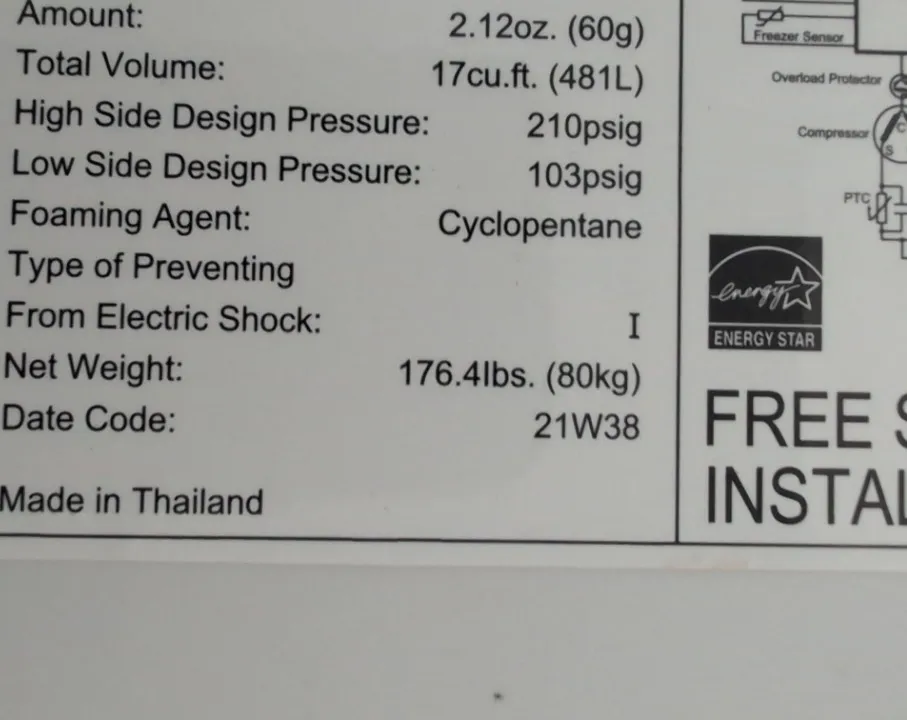 Amount: 2.12oz. (60g)
Total Volume: 17cu.ft. (481L)
High Side Design Pressure: 210psig
Low Side Design Pressure: 103psig
Foaming Agent: Cyclopentane
Type of Preventing
From Electric Shock: I
Net Weight: 176.4lbs. (80kg)
Date Code: 21W38
Made in Thailand
Freezer Sensor
Overload Protector
Compressor
C
S
PTC
energy
ENERGY STAR
FREE
INSTAL